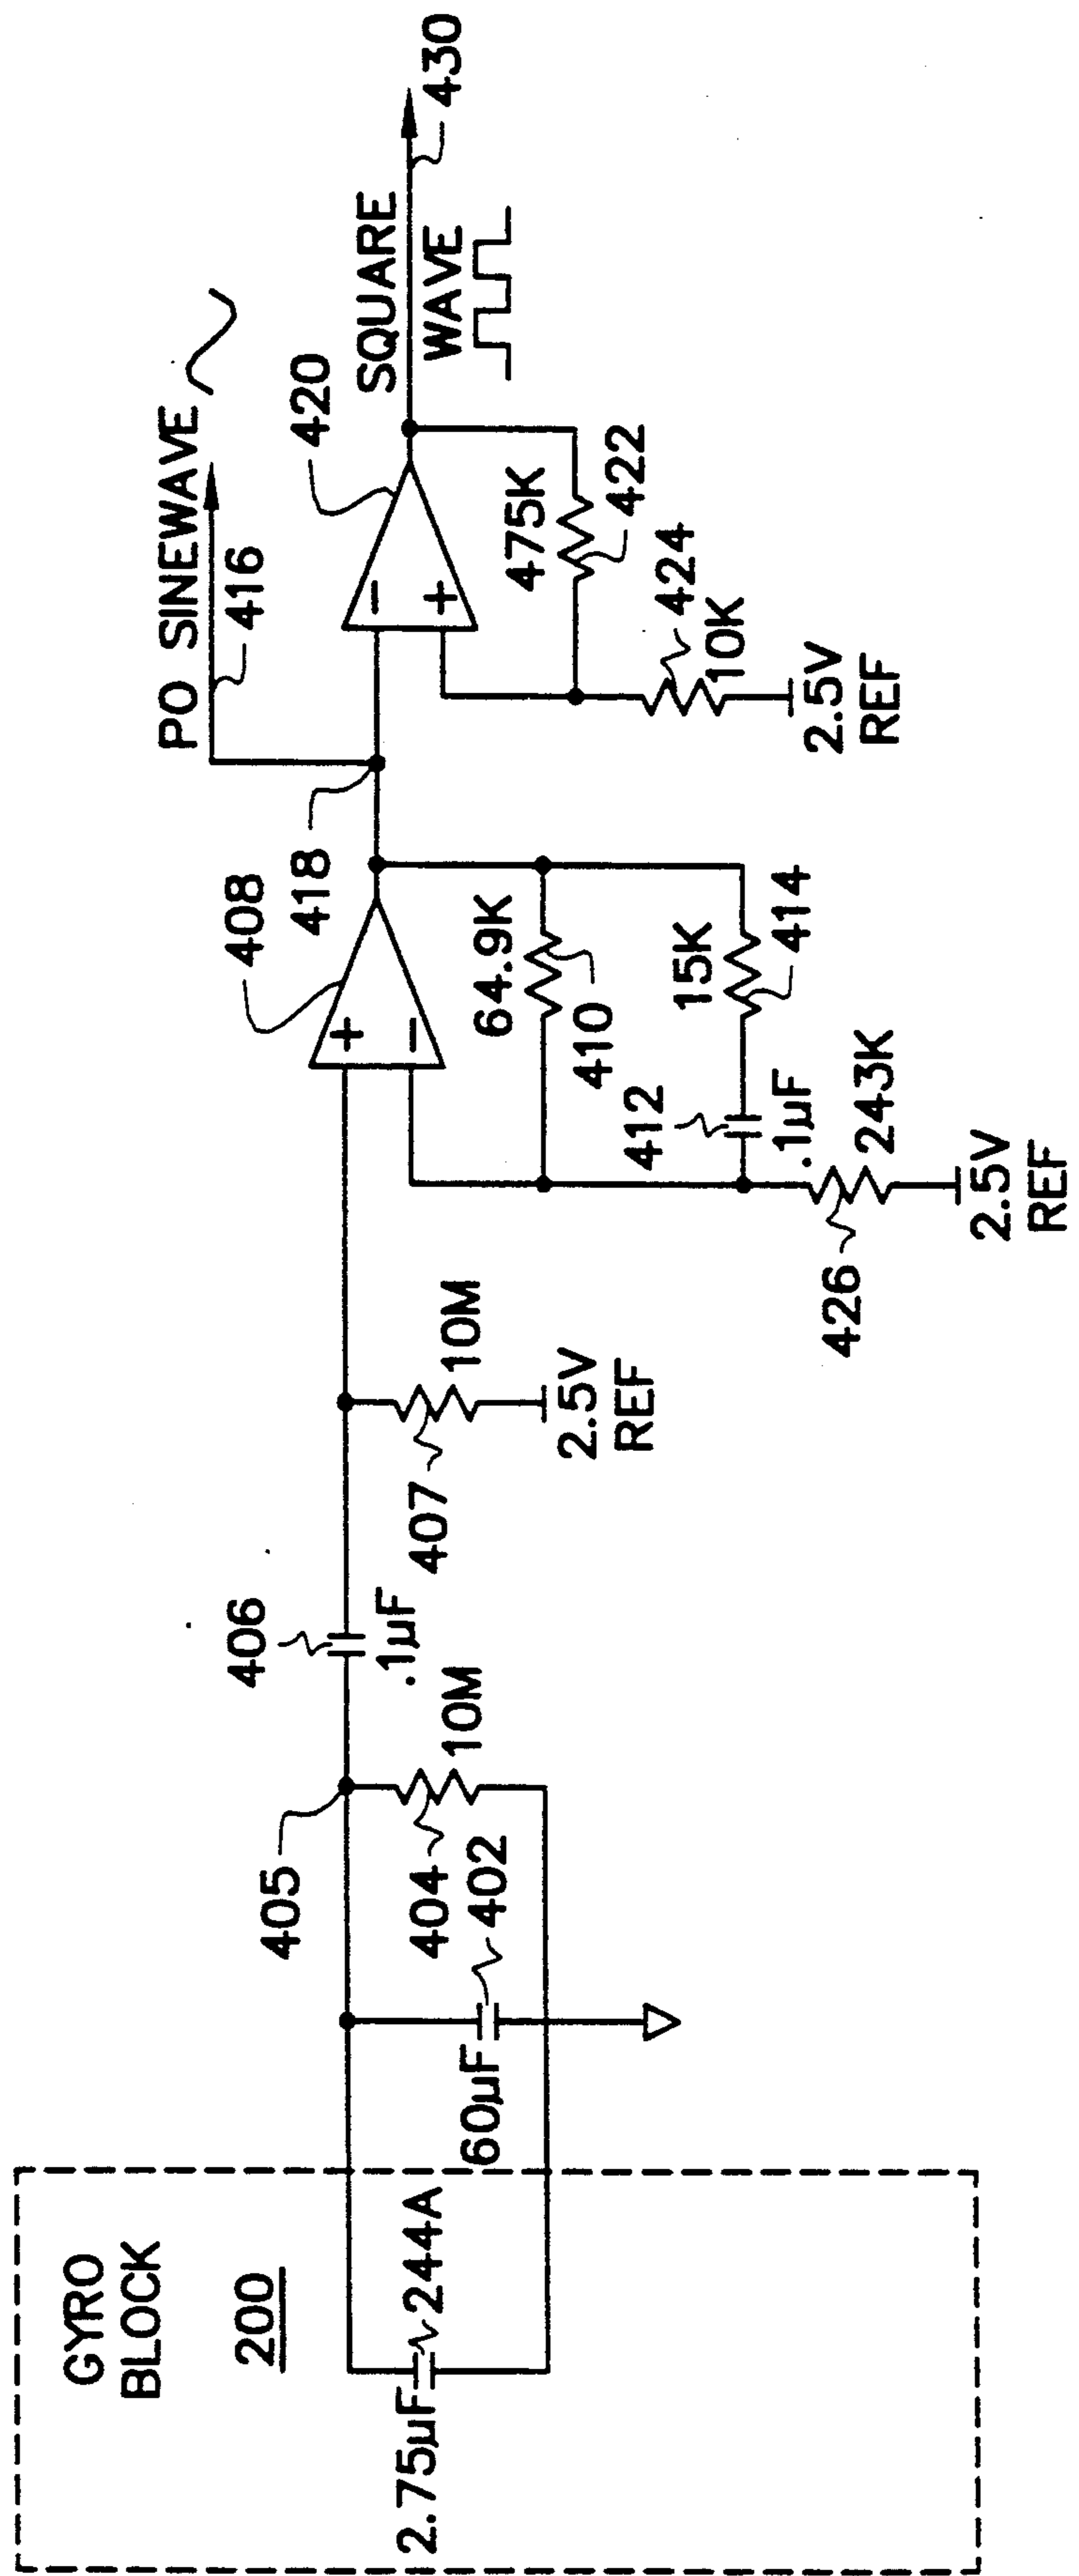 GYRO
BLOCK
200
2.75µF
244A
60µF
402
404
10M
405
406
.1µF
407
10M
2.5V
REF
408
+
−
64.9K
410
412
.1µF
15K
414
426
243K
2.5V
REF
418
PO SINEWAVE
416
420
−
+
475K
422
424
10K
2.5V
REF
SQUARE
WAVE
430